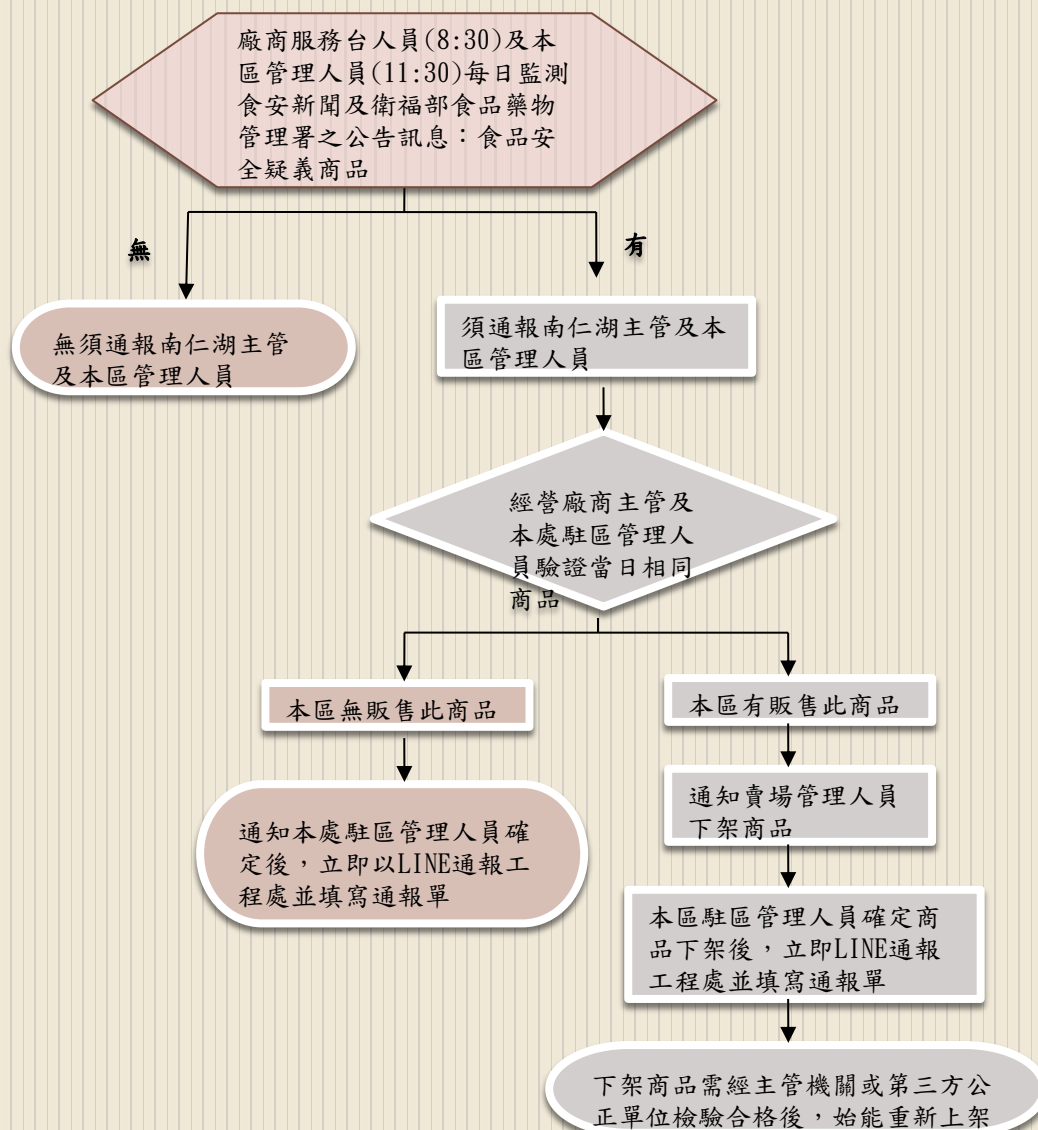 廠商服務台人員(8:30)及本
區管理人員(11:30)每日監測
食安新聞及衛福部食品藥物
管理署之公告訊息：食品安
全疑義商品
無
有
無須通報南仁湖主管
及本區管理人員
須通報南仁湖主管及本
區管理人員
經營廠商主管及
本處駐區管理人
員驗證當日相同
商品
本區無販售此商品
本區有販售此商品
通知本處駐區管理人員確
定後，立即以LINE通報工
程處並填寫通報單
通知賣場管理人員
下架商品
本區駐區管理人員確定商
品下架後，立即LINE通報
工程處並填寫通報單
下架商品需經主管機關或第三方公
正單位檢驗合格後，始能重新上架